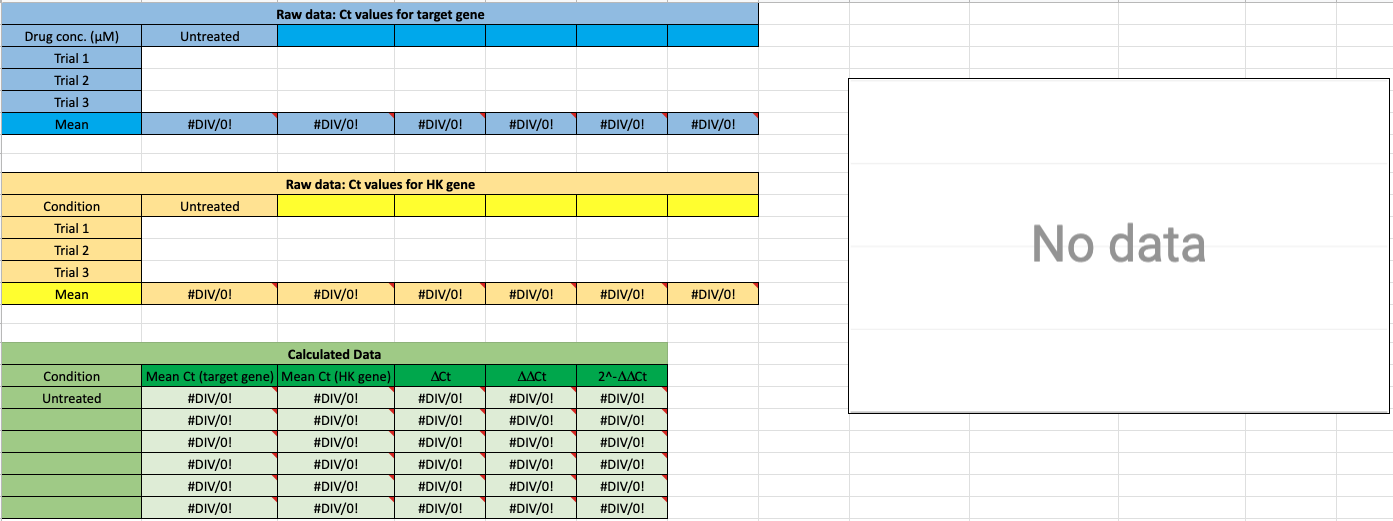 Raw data: Ct values for target gene
Drug conc. (µM) Untreated
Trial 1
Trial 2
Trial 3
Mean #DIV/0! #DIV/0! #DIV/0! #DIV/0! #DIV/0! #DIV/0!
Raw data: Ct values for HK gene
Condition Untreated
Trial 1
Trial 2
Trial 3
Mean #DIV/0! #DIV/0! #DIV/0! #DIV/0! #DIV/0! #DIV/0!
Calculated Data
Condition Mean Ct (target gene) Mean Ct (HK gene) ΔCt ΔΔCt 2^-ΔΔCt
Untreated #DIV/0! #DIV/0! #DIV/0! #DIV/0! #DIV/0!
#DIV/0! #DIV/0! #DIV/0! #DIV/0! #DIV/0!
#DIV/0! #DIV/0! #DIV/0! #DIV/0! #DIV/0!
#DIV/0! #DIV/0! #DIV/0! #DIV/0! #DIV/0!
#DIV/0! #DIV/0! #DIV/0! #DIV/0! #DIV/0!
#DIV/0! #DIV/0! #DIV/0! #DIV/0! #DIV/0!
No data